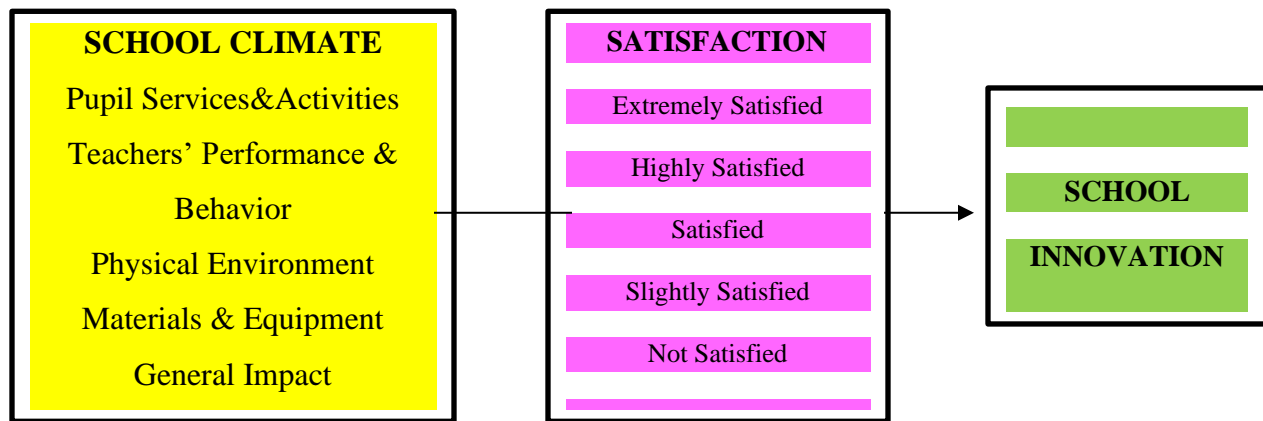 SCHOOL CLIMATE
Pupil Services&Activities
Teachers’ Performance &
Behavior
Physical Environment
Materials & Equipment
General Impact
SATISFACTION
Extremely Satisfied
Highly Satisfied
Satisfied
Slightly Satisfied
Not Satisfied
SCHOOL
INNOVATION